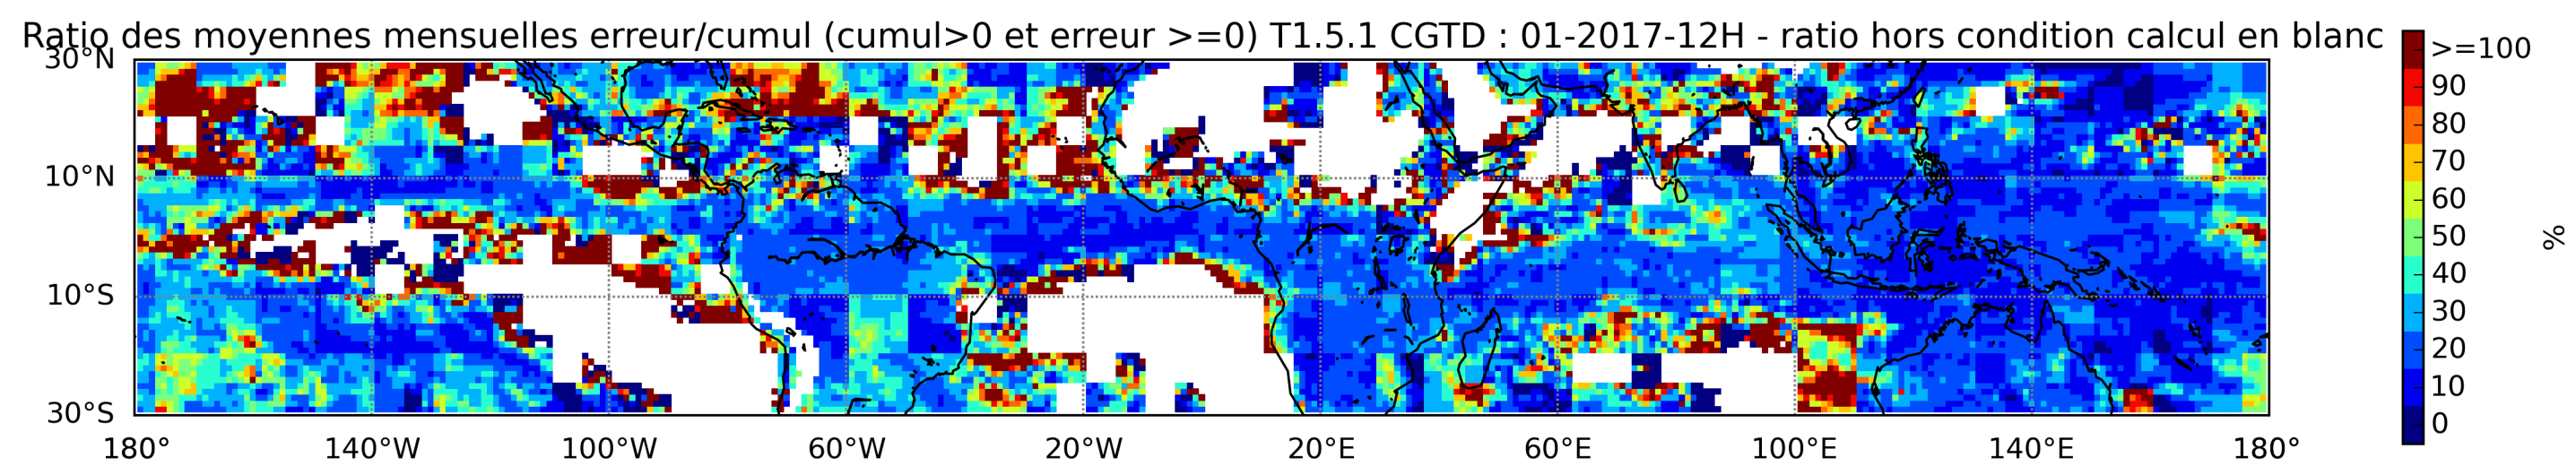 Ratio des moyennes mensuelles erreur/cumul (cumul>0 et erreur >=0) T1.5.1 CGTD : 01-2017-12H - ratio hors condition calcul en blanc
30°N
10°N
10°S
30°S
180° 140°W 100°W 60°W 20°W 20°E 60°E 100°E 140°E 180°
>=100
90
80
70
60
50
40
30
20
10
0
%